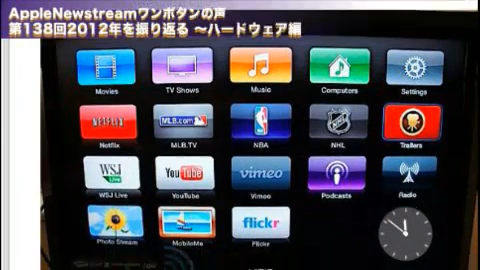 AppleNewstreamワンボタンの声
第138回2012年を振り返る ～ハードウェア編
Movies
TV Shows
Music
Computers
Settings
NETFLIX
MLB.com
NBA
NHL
Netflix
MLB.TV
NBA
NHL
Trailers
WSJ
Live
YouTube
vimeo
WSJ Live
YouTube
Vimeo
Podcasts
Radio
flickr
Photo Stream
MobileMe
Flickr